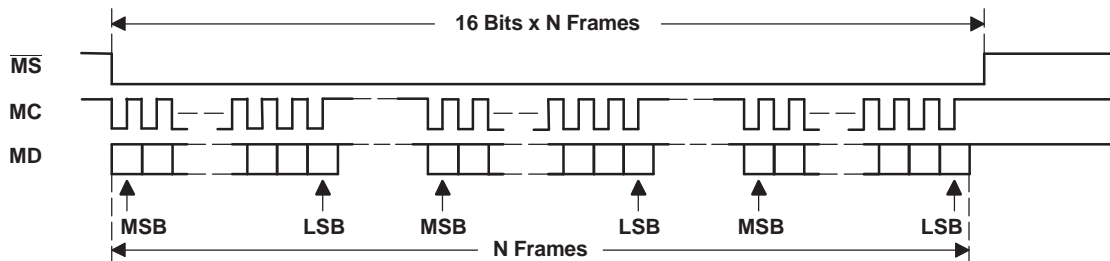 16 Bits x N Frames
MS
MC
MD
MSB LSB MSB LSB MSB LSB
N Frames